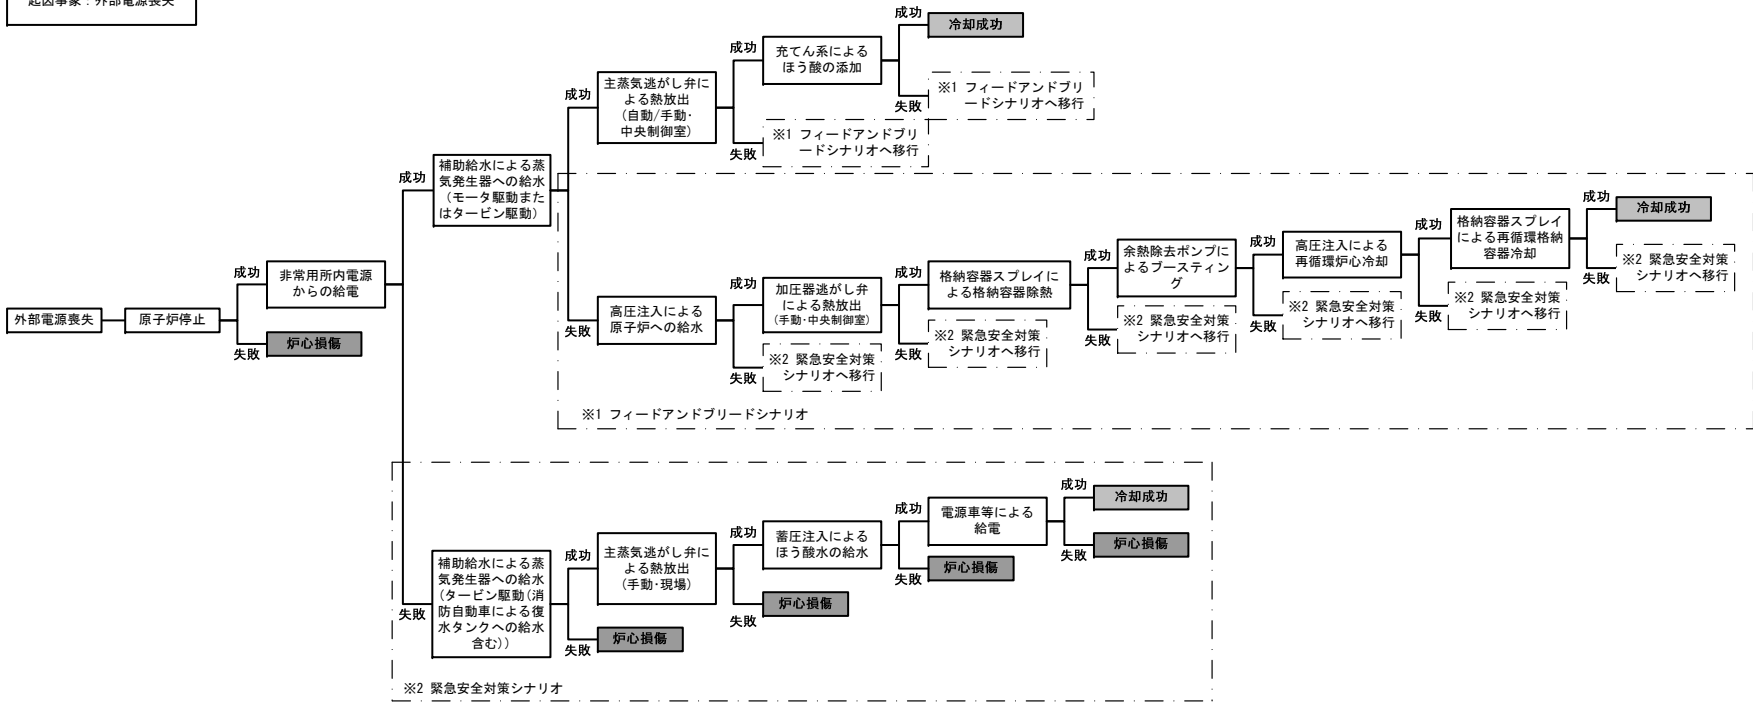 起因事象：外部電源喪失
外部電源喪失
原子炉停止
成功
非常用所内電源
からの給電
失敗
炉心損傷
成功
補助給水による蒸
気発生器への給水
（モータ駆動また
はタービン駆動）
成功
主蒸気逃がし弁に
よる熱放出
（自動/手動・
中央制御室）
成功
充てん系による
ほう酸の添加
成功
冷却成功
失敗
※1 フィードアンドブリ
ードシナリオへ移行
失敗
※1 フィードアンドブリ
ードシナリオへ移行
失敗
高圧注入による
原子炉への給水
成功
加圧器逃がし弁
による熱放出
（手動・中央制御室）
成功
格納容器スプレイに
よる格納容器除熱
成功
余熱除去ポンプに
よるブースティン
グ
成功
高圧注入による
再循環炉心冷却
成功
格納容器スプレイ
による再循環格納
容器冷却
成功
冷却成功
失敗
※2 緊急安全対策
シナリオへ移行
失敗
※2 緊急安全対策
シナリオへ移行
失敗
※2 緊急安全対策
シナリオへ移行
失敗
※2 緊急安全対策
シナリオへ移行
失敗
※2 緊急安全対策
シナリオへ移行
失敗
※2 緊急安全対策
シナリオへ移行
※1 フィードアンドブリードシナリオ
失敗
補助給水による蒸
気発生器への給水
（タービン駆動（消
防自動車による復
水タンクへの給水
含む））
成功
主蒸気逃がし弁に
よる熱放出
（手動・現場）
成功
蓄圧注入による
ほう酸水の給水
成功
電源車等による
給電
成功
冷却成功
失敗
炉心損傷
失敗
炉心損傷
失敗
炉心損傷
失敗
炉心損傷
※2 緊急安全対策シナリオ